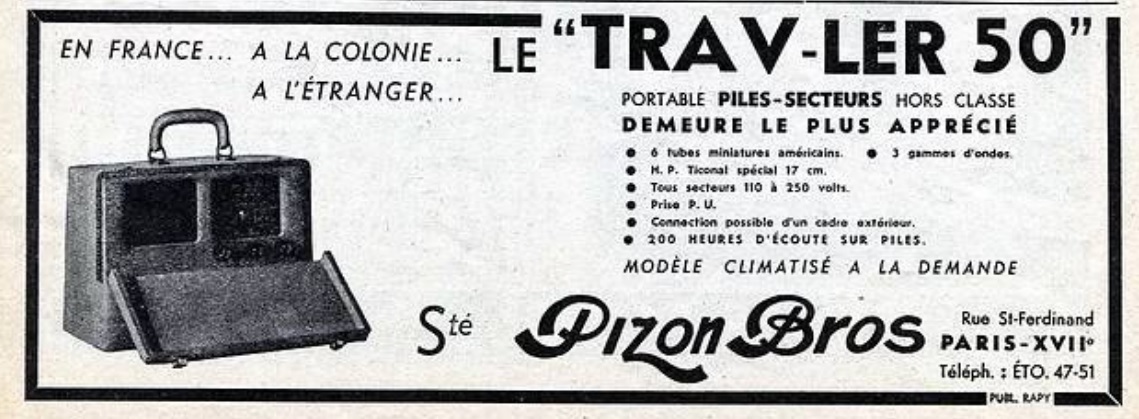 EN FRANCE... A LA COLONIE...
A L'ÉTRANGER...
LE "TRAV-LER 50"
PORTABLE PILES-SECTEURS HORS CLASSE
DEMEURE LE PLUS APPRÉCIÉ
● 6 tubes miniatures américains. ● 3 gammes d'ondes.
● H. P. Ticonal spécial 17 cm.
● Tous secteurs 110 à 250 volts.
● Prise P. U.
● Connection possible d'un cadre extérieur.
● 200 HEURES D'ÉCOUTE SUR PILES.
MODÈLE CLIMATISÉ A LA DEMANDE
Sté Pizon Bros
Rue St-Ferdinand
PARIS-XVIIe
Téléph. : ÉTO. 47-51
PUBL. RAPY